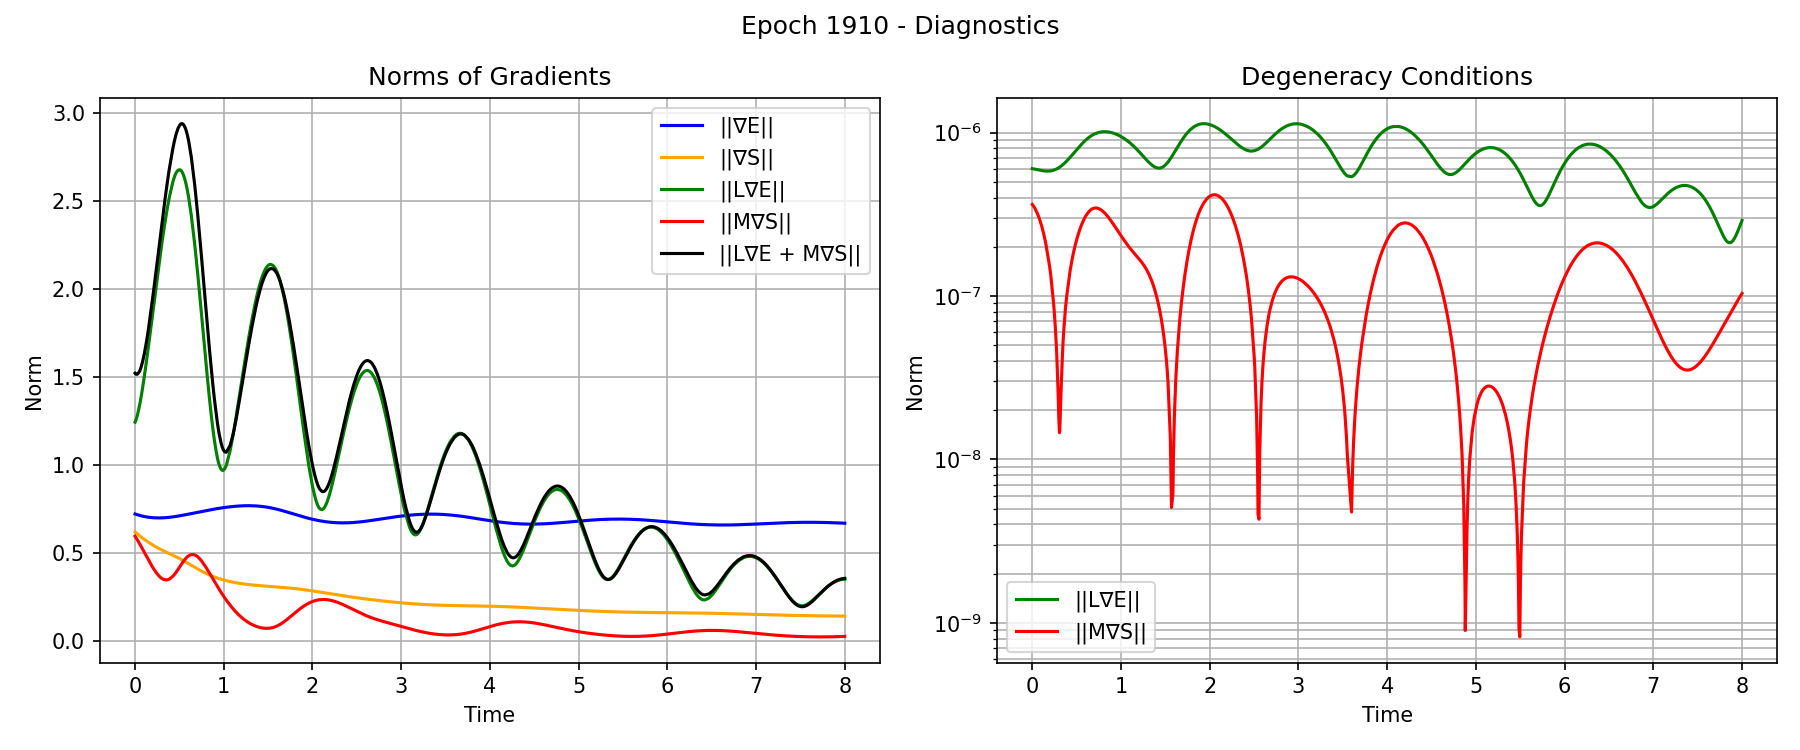 Epoch 1910 - Diagnostics
Norms of Gradients
3.0
2.5
2.0
1.5
1.0
0.5
0.0
Norm
0 1 2 3 4 5 6 7 8
Time
||∇E||
||∇S||
||L∇E||
||M∇S||
||L∇E + M∇S||
Degeneracy Conditions
10⁻⁶
10⁻⁷
10⁻⁸
10⁻⁹
Norm
0 1 2 3 4 5 6 7 8
Time
||L∇E||
||M∇S||